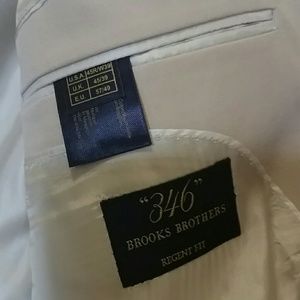 U.S.A. 45R/W39
U.K. 45/39
E.U. 57/49
"346"
BROOKS BROTHERS
REGENT FIT